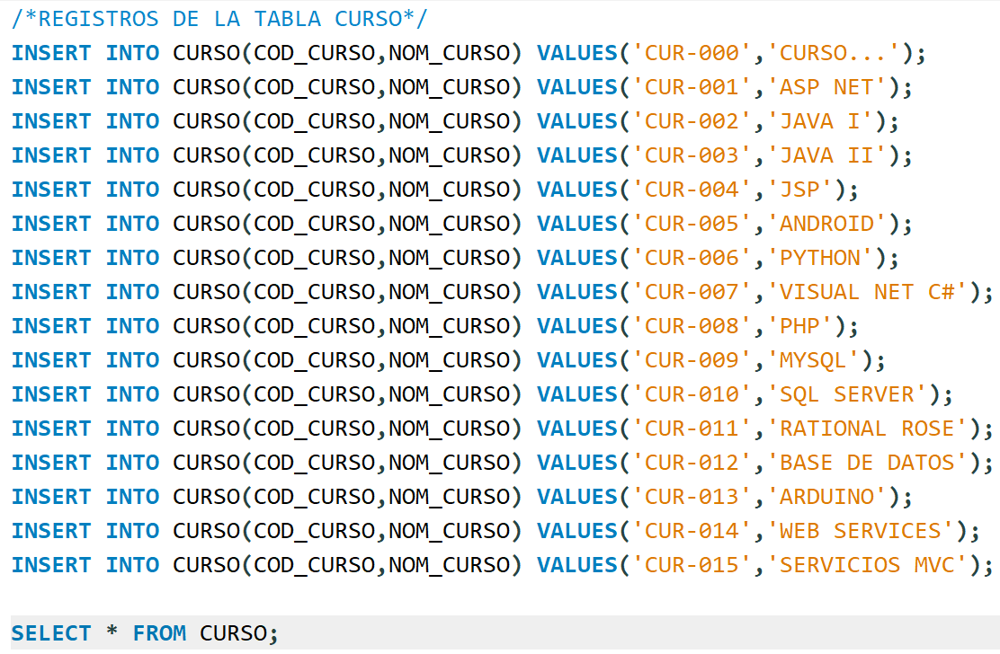 /*REGISTROS DE LA TABLA CURSO*/
INSERT INTO CURSO(COD_CURSO,NOM_CURSO) VALUES('CUR-000','CURSO...');
INSERT INTO CURSO(COD_CURSO,NOM_CURSO) VALUES('CUR-001','ASP NET');
INSERT INTO CURSO(COD_CURSO,NOM_CURSO) VALUES('CUR-002','JAVA I');
INSERT INTO CURSO(COD_CURSO,NOM_CURSO) VALUES('CUR-003','JAVA II');
INSERT INTO CURSO(COD_CURSO,NOM_CURSO) VALUES('CUR-004','JSP');
INSERT INTO CURSO(COD_CURSO,NOM_CURSO) VALUES('CUR-005','ANDROID');
INSERT INTO CURSO(COD_CURSO,NOM_CURSO) VALUES('CUR-006','PYTHON');
INSERT INTO CURSO(COD_CURSO,NOM_CURSO) VALUES('CUR-007','VISUAL NET C#');
INSERT INTO CURSO(COD_CURSO,NOM_CURSO) VALUES('CUR-008','PHP');
INSERT INTO CURSO(COD_CURSO,NOM_CURSO) VALUES('CUR-009','MYSQL');
INSERT INTO CURSO(COD_CURSO,NOM_CURSO) VALUES('CUR-010','SQL SERVER');
INSERT INTO CURSO(COD_CURSO,NOM_CURSO) VALUES('CUR-011','RATIONAL ROSE');
INSERT INTO CURSO(COD_CURSO,NOM_CURSO) VALUES('CUR-012','BASE DE DATOS');
INSERT INTO CURSO(COD_CURSO,NOM_CURSO) VALUES('CUR-013','ARDUINO');
INSERT INTO CURSO(COD_CURSO,NOM_CURSO) VALUES('CUR-014','WEB SERVICES');
INSERT INTO CURSO(COD_CURSO,NOM_CURSO) VALUES('CUR-015','SERVICIOS MVC');
SELECT * FROM CURSO;